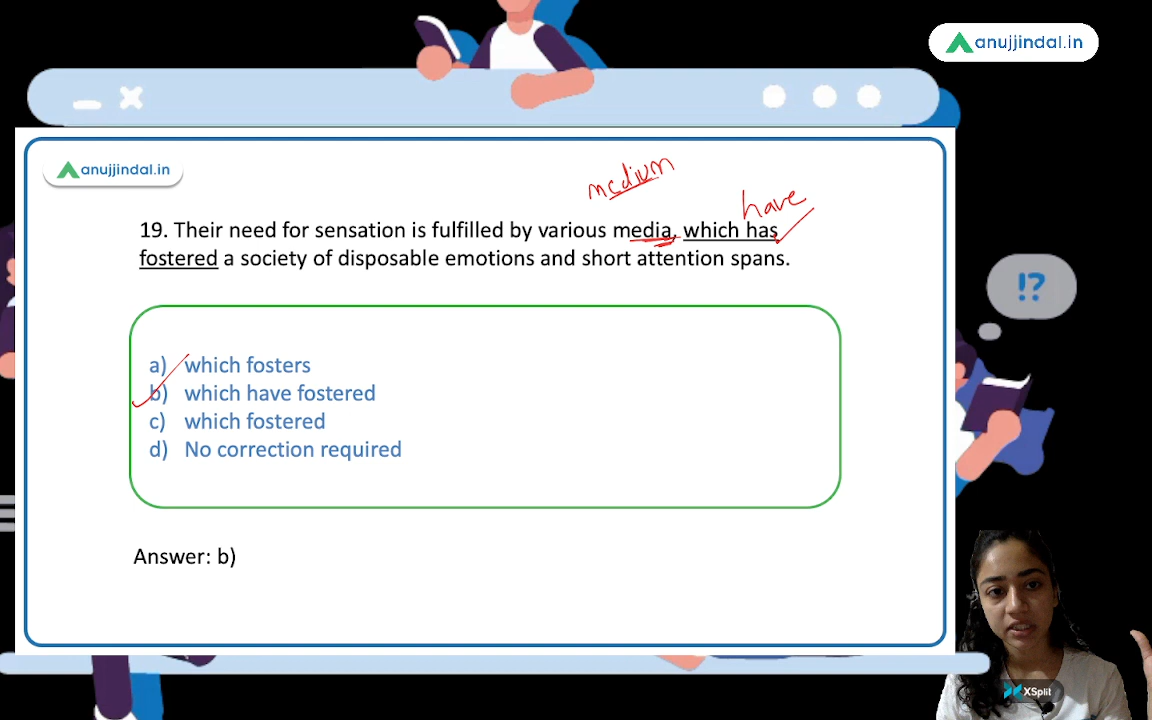 anujjindal.in
anujjindal.in
medium
have
19. Their need for sensation is fulfilled by various media, which has
fostered a society of disposable emotions and short attention spans.
!?
a) which fosters
b) which have fostered
c) which fostered
d) No correction required
Answer: b)
XSplit